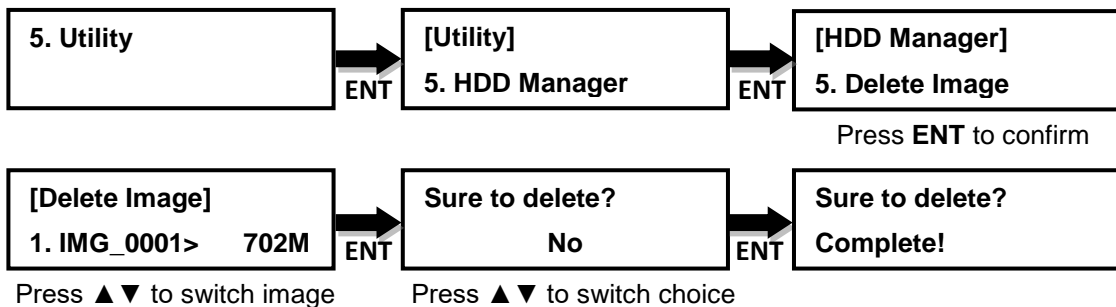 5. Utility
ENT
[Utility]
5. HDD Manager
ENT
[HDD Manager]
5. Delete Image
Press ENT to confirm
[Delete Image]
1. IMG_0001> 702M
ENT
Sure to delete?
No
ENT
Sure to delete?
Complete!
Press ▲▼ to switch image
Press ▲▼ to switch choice